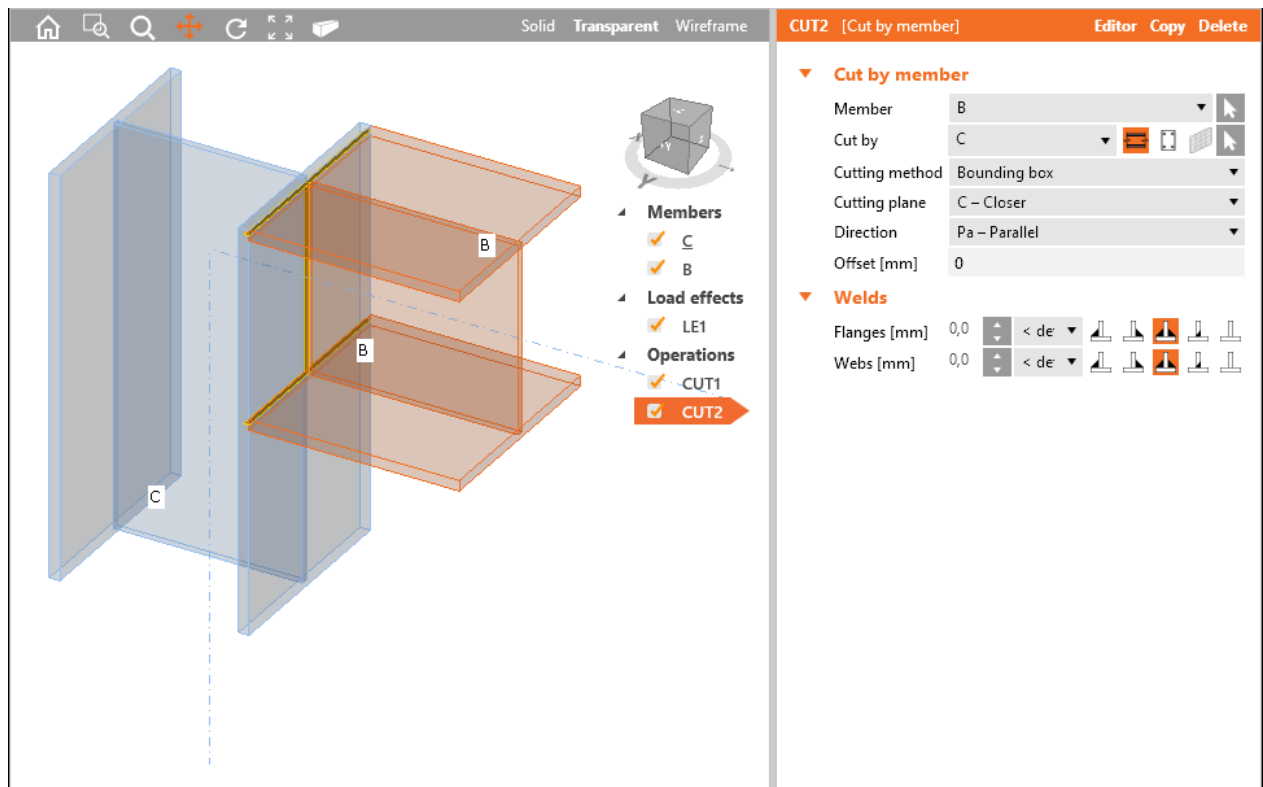 Solid Transparent Wireframe
B
B
C
Members
C
B
Load effects
LE1
Operations
CUT1
CUT2
CUT2 [Cut by member] Editor Copy Delete
Cut by member
Member B
Cut by C
Cutting method Bounding box
Cutting plane C – Closer
Direction Pa – Parallel
Offset [mm] 0
Welds
Flanges [mm] 0,0 < de
Webs [mm] 0,0 < de